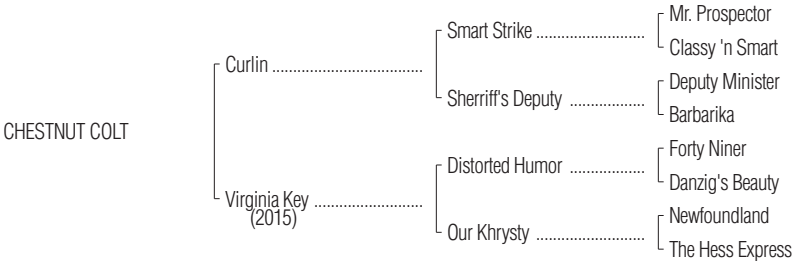 Mr. Prospector
Smart Strike ........................
Classy 'n Smart
Curlin .................................
Deputy Minister
Sherriff's Deputy .................
Barbarika
CHESTNUT COLT
Forty Niner
Distorted Humor .................
Danzig's Beauty
Virginia Key ........................
(2015)
Newfoundland
Our Khrysty ........................
The Hess Express